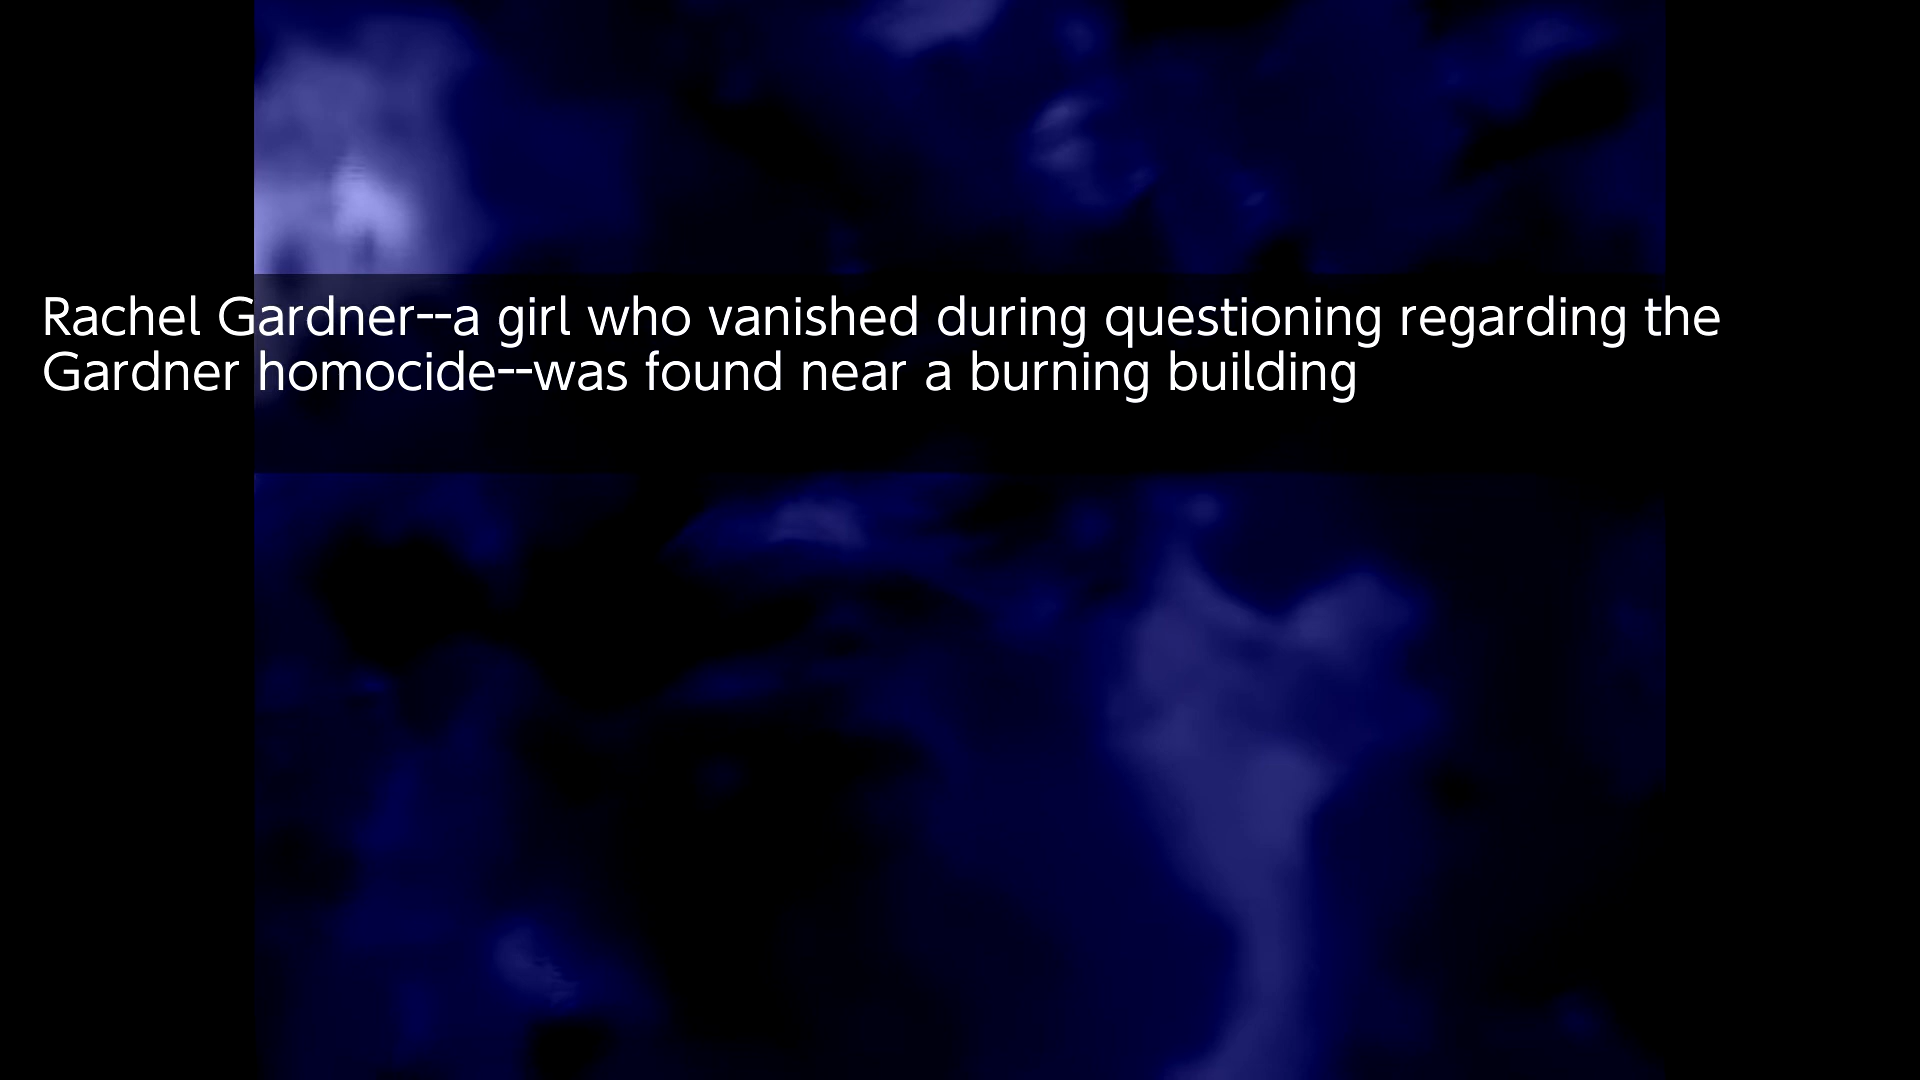 Rachel Gardner--a girl who vanished during questioning regarding the
Gardner homocide--was found near a burning building